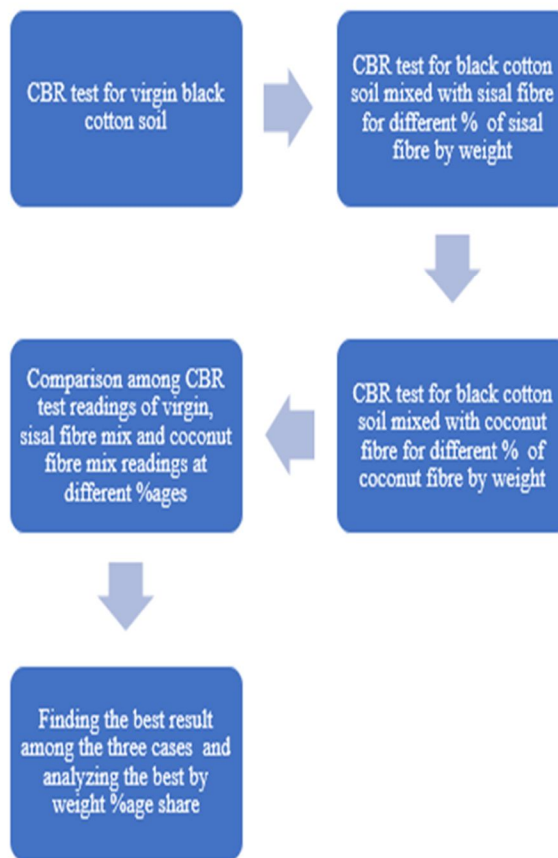 CBR test for virgin black
cotton soil
CBR test for black cotton
soil mixed with sisal fibre
for different % of sisal
fibre by weight
CBR test for black cotton
soil mixed with coconut
fibre for different % of
coconut fibre by weight
Comparison among CBR
test readings of virgin,
sisal fibre mix and coconut
fibre mix readings at
different %ages
Finding the best result
among the three cases and
analyzing the best by
weight %age share